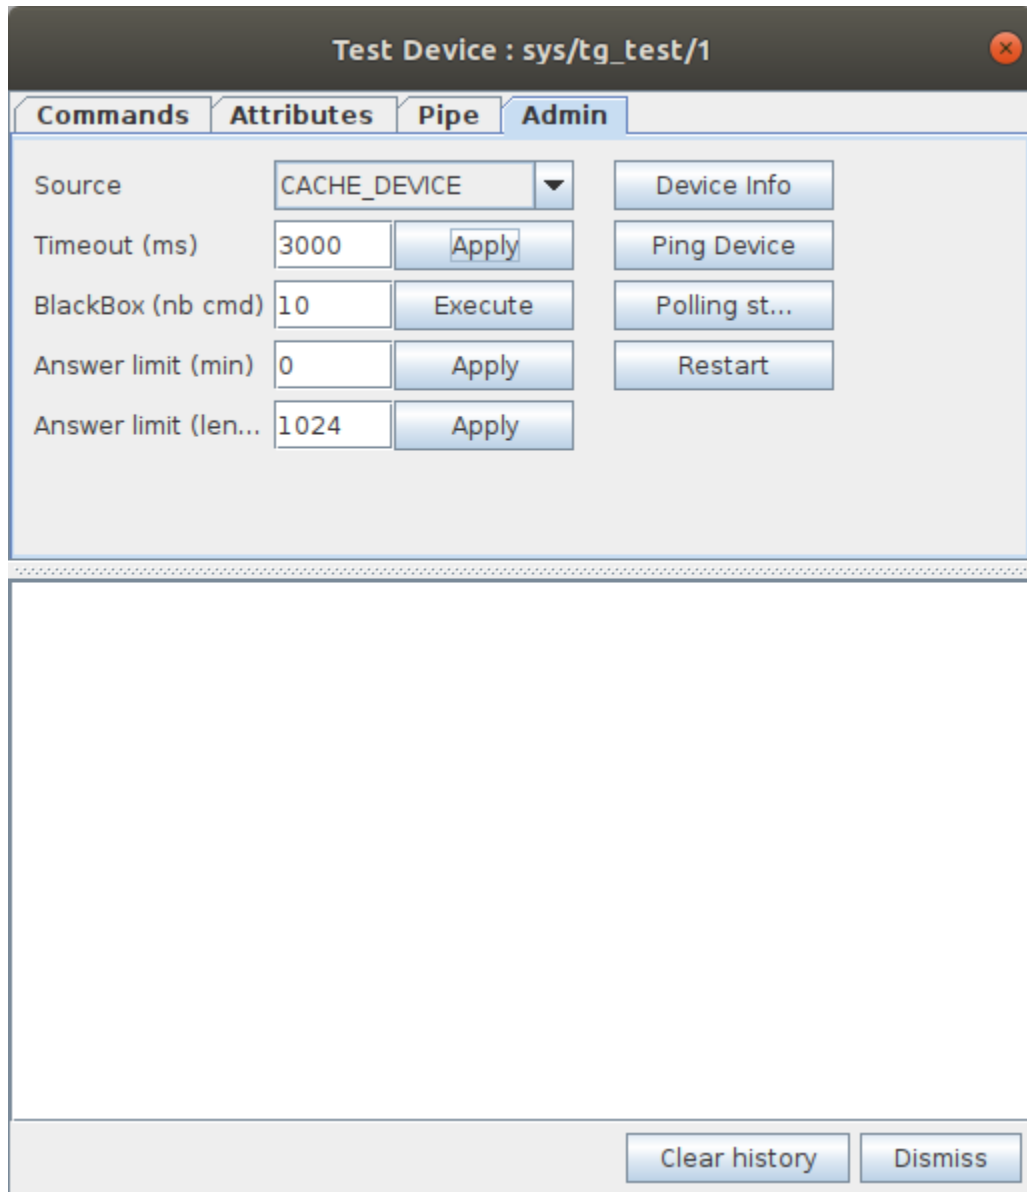 Test Device : sys/tg_test/1
Commands Attributes Pipe Admin
Source CACHE_DEVICE Device Info
Timeout (ms) 3000 Apply Ping Device
BlackBox (nb cmd) 10 Execute Polling st...
Answer limit (min) 0 Apply Restart
Answer limit (len... 1024 Apply
Clear history Dismiss